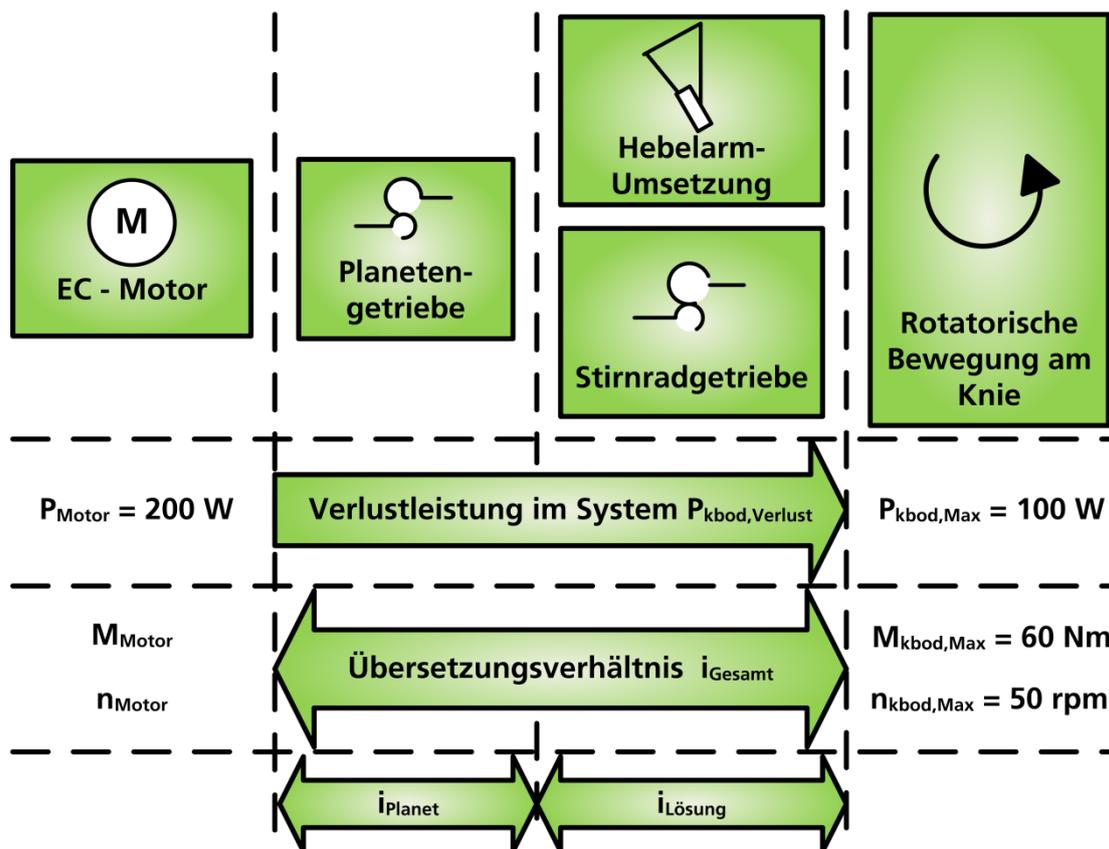 M
EC - Motor
Planeten-
getriebe
Hebelarm-
Umsetzung
Stirnradgetriebe
Rotatorische
Bewegung am
Knie
PMotor = 200 W
Verlustleistung im System Pkbod,Verlust
Pkbod,Max = 100 W
MMotor
nMotor
Übersetzungsverhältnis iGesamt
Mkbod,Max = 60 Nm
nkbod,Max = 50 rpm
iPlanet
iLösung